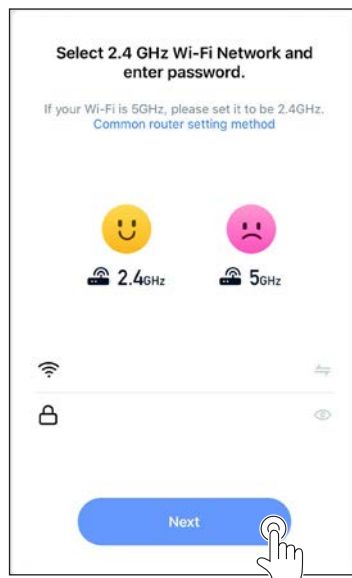 Select 2.4 GHz Wi-Fi Network and
enter password.
If your Wi-Fi is 5GHz, please set it to be 2.4GHz.
Common router setting method
2.4GHz 5GHz
Next